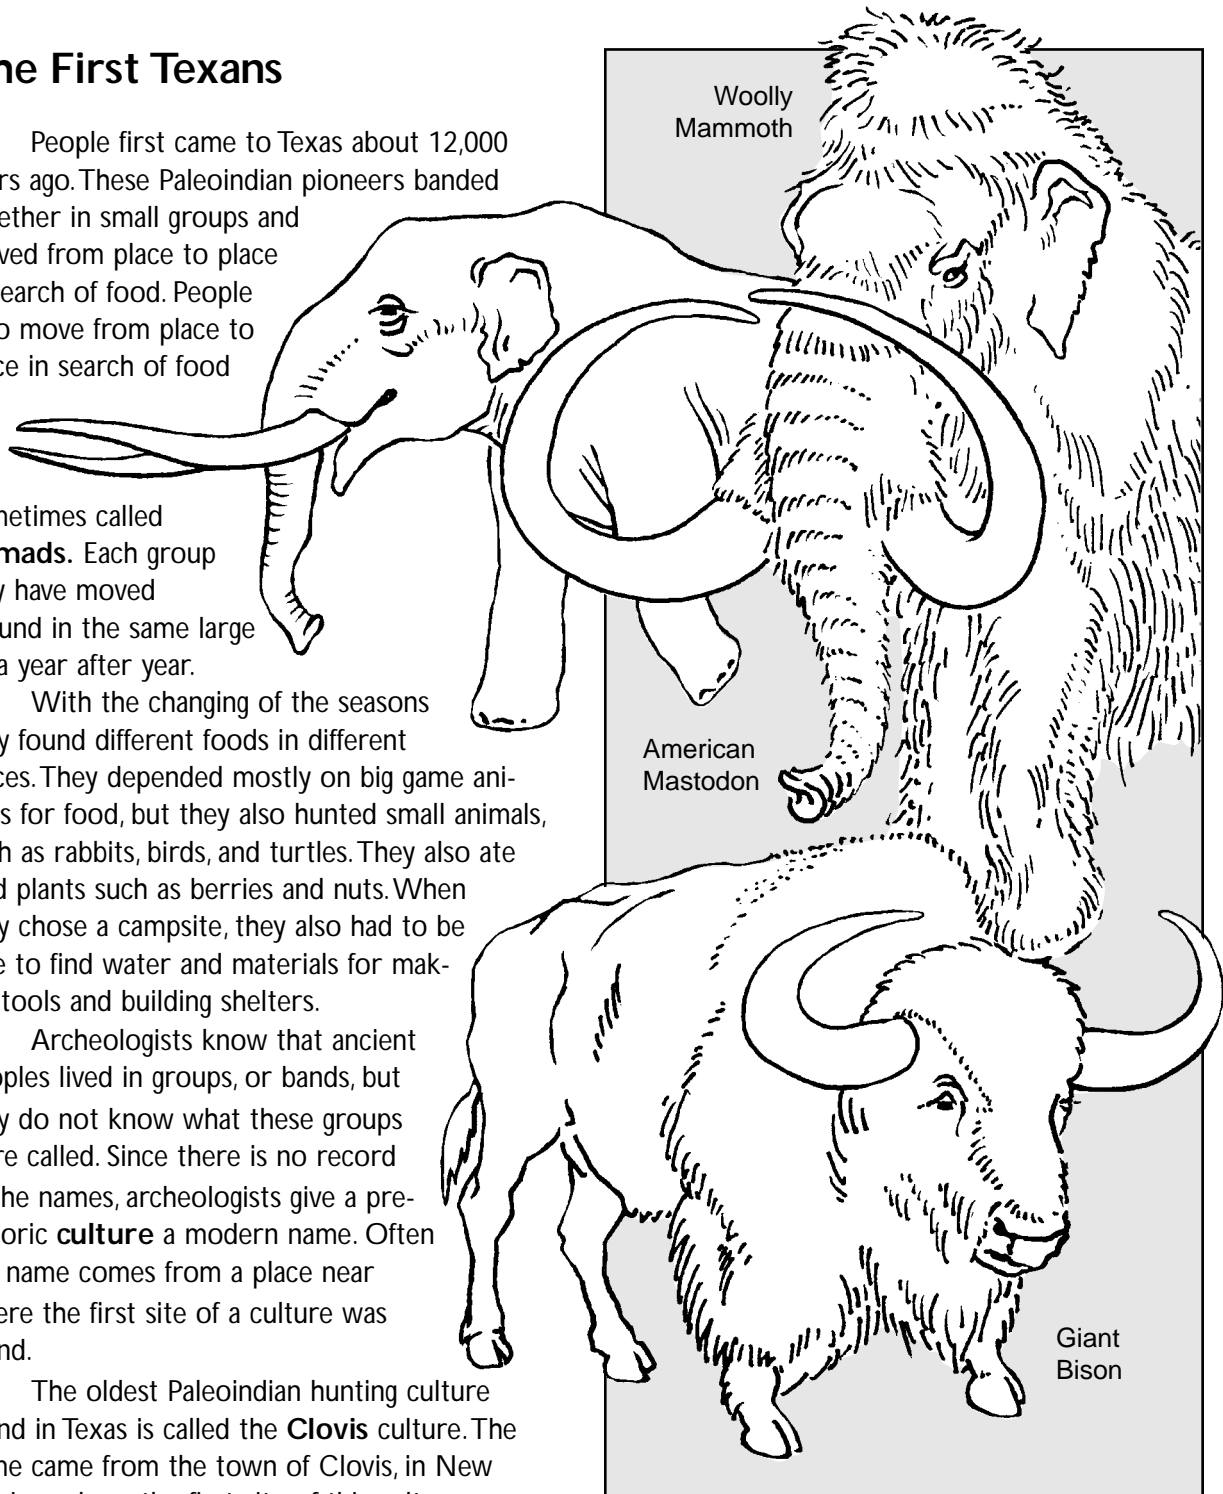 he First Texans
People first came to Texas about 12,000
rs ago. These Paleoindian pioneers banded
ether in small groups and
ved from place to place
earch of food. People
o move from place to
ce in search of food
metimes called
mads. Each group
y have moved
und in the same large
a year after year.
With the changing of the seasons
y found different foods in different
ces. They depended mostly on big game ani-
s for food, but they also hunted small animals,
h as rabbits, birds, and turtles. They also ate
d plants such as berries and nuts. When
y chose a campsite, they also had to be
e to find water and materials for mak-
tools and building shelters.
Archeologists know that ancient
oples lived in groups, or bands, but
y do not know what these groups
re called. Since there is no record
he names, archeologists give a pre-
oric culture a modern name. Often
name comes from a place near
ere the first site of a culture was
nd.
The oldest Paleoindian hunting culture
nd in Texas is called the Clovis culture. The
me came from the town of Clovis, in New
the first site of this
Woolly
Mammoth
American
Mastodon
Giant
Bison